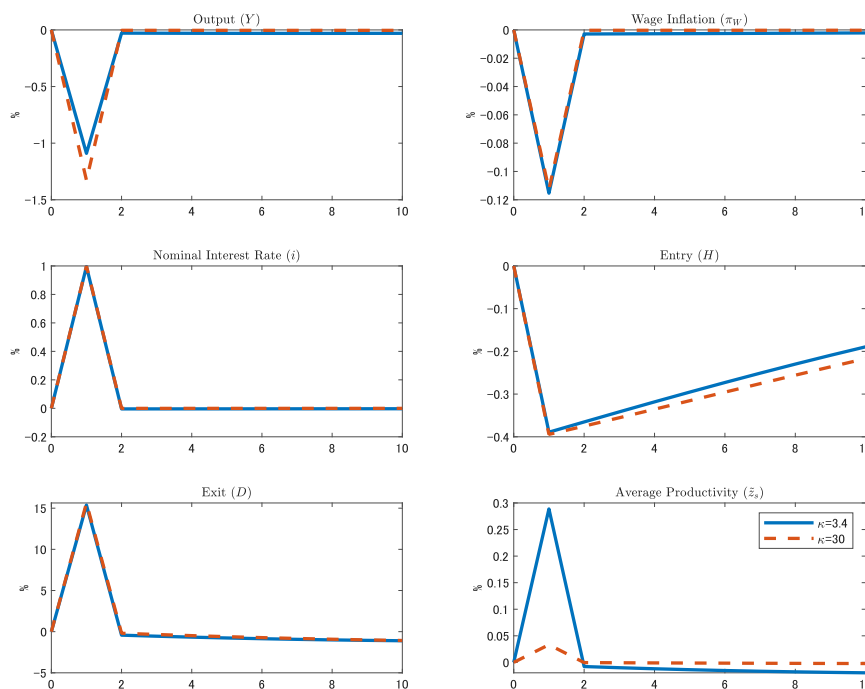 Output (Y)
0
-0.5
-1
-1.5
%
0 2 4 6 8 10
Wage Inflation (π_W)
0
-0.02
-0.04
-0.06
-0.08
-0.1
-0.12
%
0 2 4 6 8 10
Nominal Interest Rate (i)
1
0.8
0.6
0.4
0.2
0
-0.2
%
0 2 4 6 8 10
Entry (H)
0
-0.1
-0.2
-0.3
-0.4
%
0 2 4 6 8 10
Exit (D)
15
10
5
0
-5
%
0 2 4 6 8 10
Average Productivity (z̃_s)
0.3
0.25
0.2
0.15
0.1
0.05
0
%
κ=3.4
κ=30
0 2 4 6 8